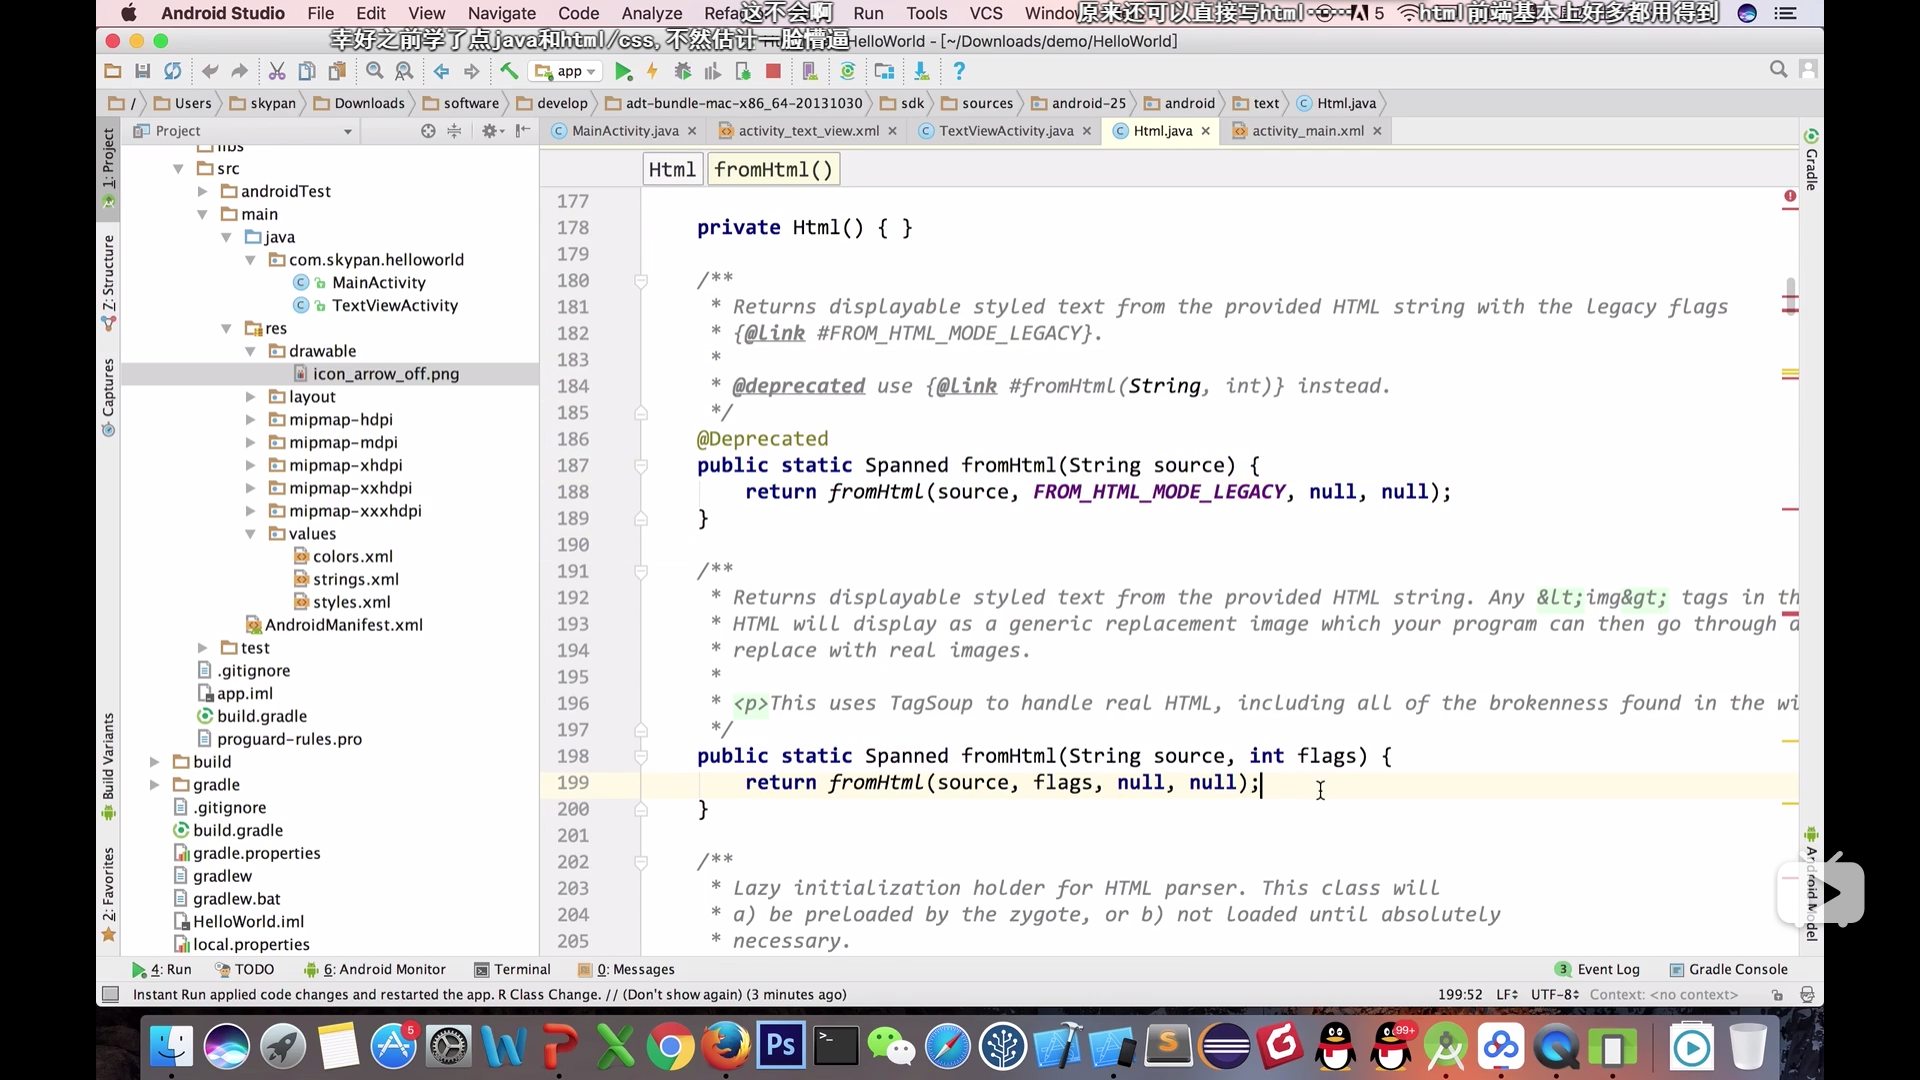 Android Studio File Edit View Navigate Code Analyze Run Tools VCS 5
这不会啊
原来还可以直接写html……
html前端基本上好多都用得到
幸好之前学了点java和html/css,不然估计一脸懵逼
HelloWorld - [~/Downloads/demo/HelloWorld]
app
/ Users skypan Downloads software develop adt-bundle-mac-x86_64-20131030 sdk sources android-25 android text Html.java
Project
MainActivity.java
activity_text_view.xml
TextViewActivity.java
Html.java
activity_main.xml
1: Project
Z: Structure
Captures
Build Variants
2: Favorites
Gradle
Android Model
libs
src
androidTest
main
java
com.skypan.helloworld
MainActivity
TextViewActivity
res
drawable
icon_arrow_off.png
layout
mipmap-hdpi
mipmap-mdpi
mipmap-xhdpi
mipmap-xxhdpi
mipmap-xxxhdpi
values
colors.xml
strings.xml
styles.xml
AndroidManifest.xml
test
.gitignore
app.iml
build.gradle
proguard-rules.pro
build
gradle
.gitignore
build.gradle
gradle.properties
gradlew
gradlew.bat
HelloWorld.iml
local.properties
Html fromHtml()
177
178 private Html() { }
179
180 /**
181 * Returns displayable styled text from the provided HTML string with the legacy flags
182 * {@link #FROM_HTML_MODE_LEGACY}.
183 *
184 * @deprecated use {@link #fromHtml(String, int)} instead.
185 */
186 @Deprecated
187 public static Spanned fromHtml(String source) {
188 return fromHtml(source, FROM_HTML_MODE_LEGACY, null, null);
189 }
190
191 /**
192 * Returns displayable styled text from the provided HTML string. Any &lt;img&gt; tags in th
193 * HTML will display as a generic replacement image which your program can then go through a
194 * replace with real images.
195 *
196 * <p>This uses TagSoup to handle real HTML, including all of the brokenness found in the wi
197 */
198 public static Spanned fromHtml(String source, int flags) {
199 return fromHtml(source, flags, null, null);
200 }
201
202 /**
203 * Lazy initialization holder for HTML parser. This class will
204 * a) be preloaded by the zygote, or b) not loaded until absolutely
205 * necessary.
4: Run TODO 6: Android Monitor Terminal 0: Messages 3 Event Log Gradle Console
Instant Run applied code changes and restarted the app. R Class Change. // (Don't show again) (3 minutes ago) 199:52 LF UTF-8 Context: <no context>
5
Ps
99+